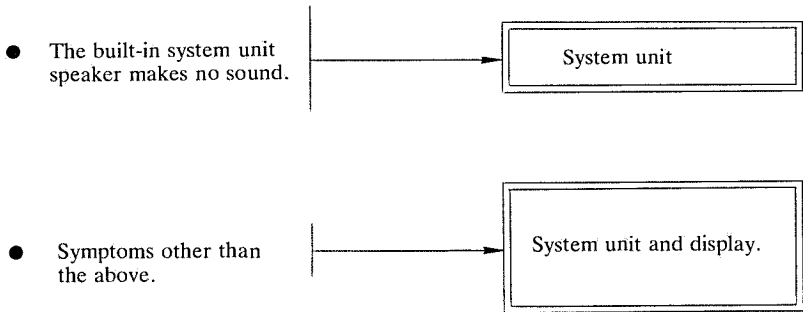 ● The built-in system unit
speaker makes no sound.
System unit
● Symptoms other than
the above.
System unit and display.